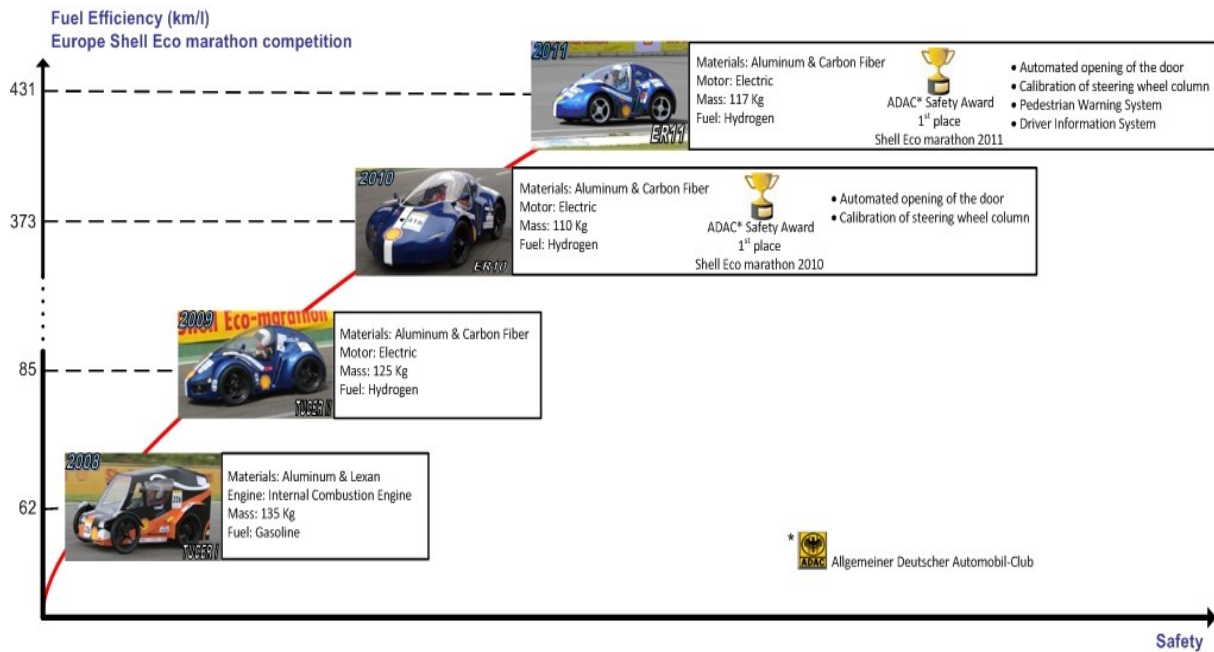 Fuel Efficiency (km/l)
Europe Shell Eco marathon competition
431
373
85
62
2011
ER11
Materials: Aluminum & Carbon Fiber
Motor: Electric
Mass: 117 Kg
Fuel: Hydrogen
ADAC* Safety Award
1st place
Shell Eco marathon 2011
• Automated opening of the door
• Calibration of steering wheel column
• Pedestrian Warning System
• Driver Information System
2010
416
ER10
Materials: Aluminum & Carbon Fiber
Motor: Electric
Mass: 110 Kg
Fuel: Hydrogen
ADAC* Safety Award
1st place
Shell Eco marathon 2010
• Automated opening of the door
• Calibration of steering wheel column
2009
Shell Eco-marathon
TUCER II
Materials: Aluminum & Carbon Fiber
Motor: Electric
Mass: 125 Kg
Fuel: Hydrogen
2008
TUCER I
Materials: Aluminum & Lexan
Engine: Internal Combustion Engine
Mass: 135 Kg
Fuel: Gasoline
*
ADAC
Allgemeiner Deutscher Automobil-Club
Safety